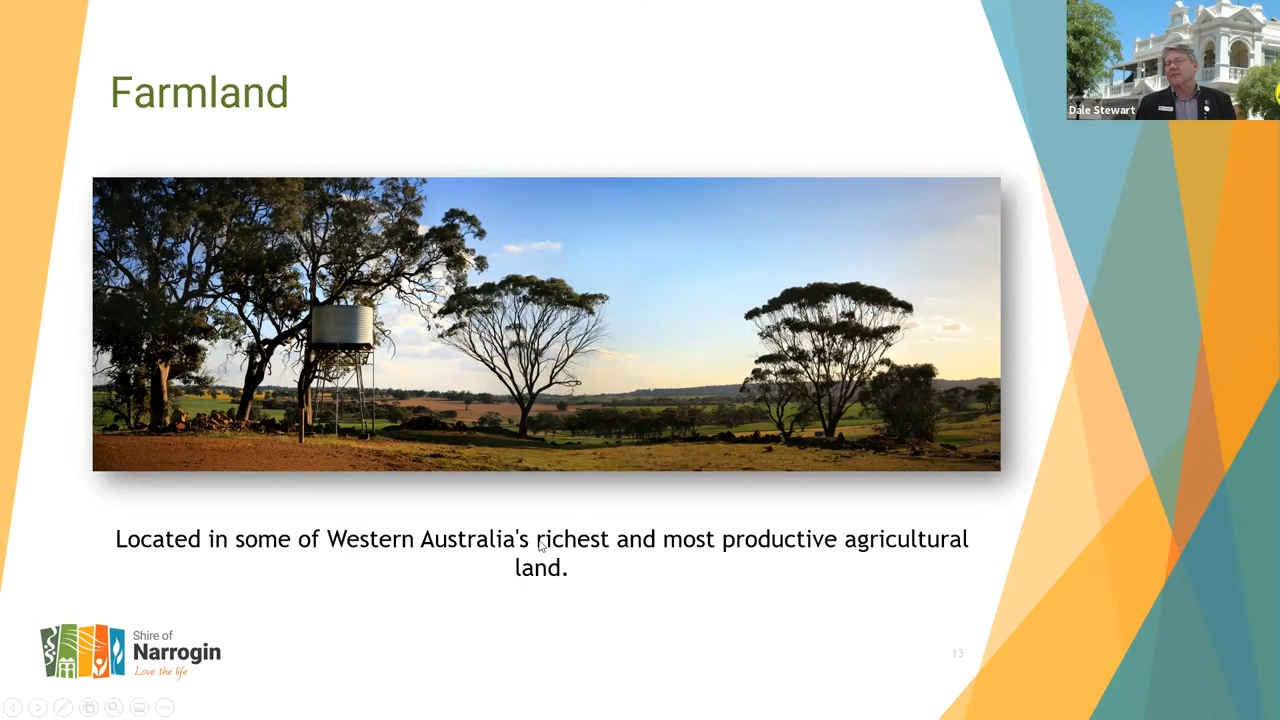 Farmland
Dale Stewart
Located in some of Western Australia's richest and most productive agricultural
land.
Shire of
Narrogin
Love the life
13